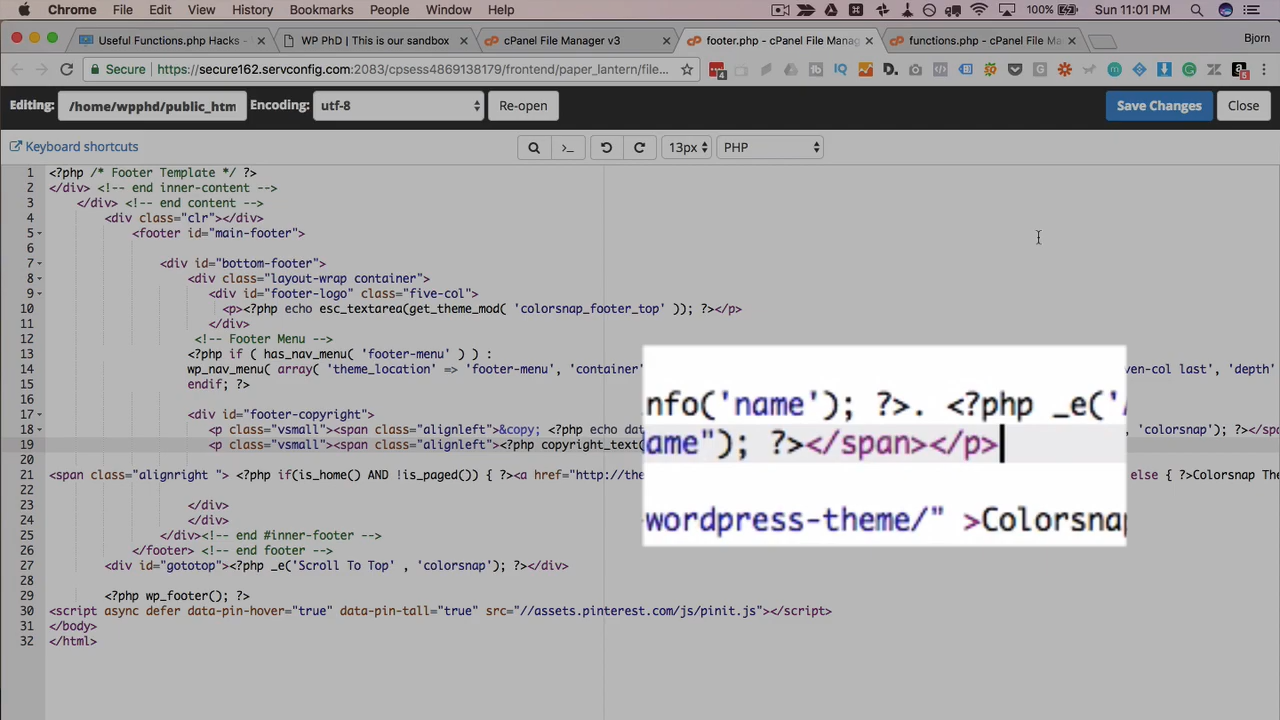 Chrome File Edit View History Bookmarks People Window Help 100% Sun 11:01 PM
Useful Functions.php Hacks - WP PhD | This is our sandbox cPanel File Manager v3 footer.php - cPanel File Manag functions.php - cPanel File Ma Bjorn
Secure https://secure162.servconfig.com:2083/cpsess4869138179/frontend/paper_lantern/file...
Editing: /home/wpphd/public_htm Encoding: utf-8 Re-open Save Changes Close
Keyboard shortcuts 13px PHP
1 <?php /* Footer Template */ ?>
2 </div> <!-- end inner-content -->
3 </div> <!-- end content -->
4 <div class="clr"></div>
5 <footer id="main-footer">
6
7 <div id="bottom-footer">
8 <div class="layout-wrap container">
9 <div id="footer-logo" class="five-col">
10 <p><?php echo esc_textarea(get_theme_mod( 'colorsnap_footer_top' )); ?></p>
11 </div>
12 <!-- Footer Menu -->
13 <?php if ( has_nav_menu( 'footer-menu' ) ) :
14 wp_nav_menu( array( 'theme_location' => 'footer-menu', 'container' ven-col last', 'depth'
15 endif; ?>
16
17 <div id="footer-copyright">
18 <p class="vsmall"><span class="alignleft">&copy; <?php echo dat nfo('name'); ?>. <?php _e(' , 'colorsnap'); ?></spa
19 <p class="vsmall"><span class="alignleft"><?php copyright_text( ame"); ?></span></p>
20
21 <span class="alignright "> <?php if(is_home() AND !is_paged()) { ?><a href="http://the wordpress-theme/" >Colorsnap else { ?>Colorsnap The
22
23 </div>
24 </div>
25 </div><!-- end #inner-footer -->
26 </footer> <!-- end footer -->
27 <div id="gototop"><?php _e('Scroll To Top' , 'colorsnap'); ?></div>
28
29 <?php wp_footer(); ?>
30 <script async defer data-pin-hover="true" data-pin-tall="true" src="//assets.pinterest.com/js/pinit.js"></script>
31 </body>
32 </html>